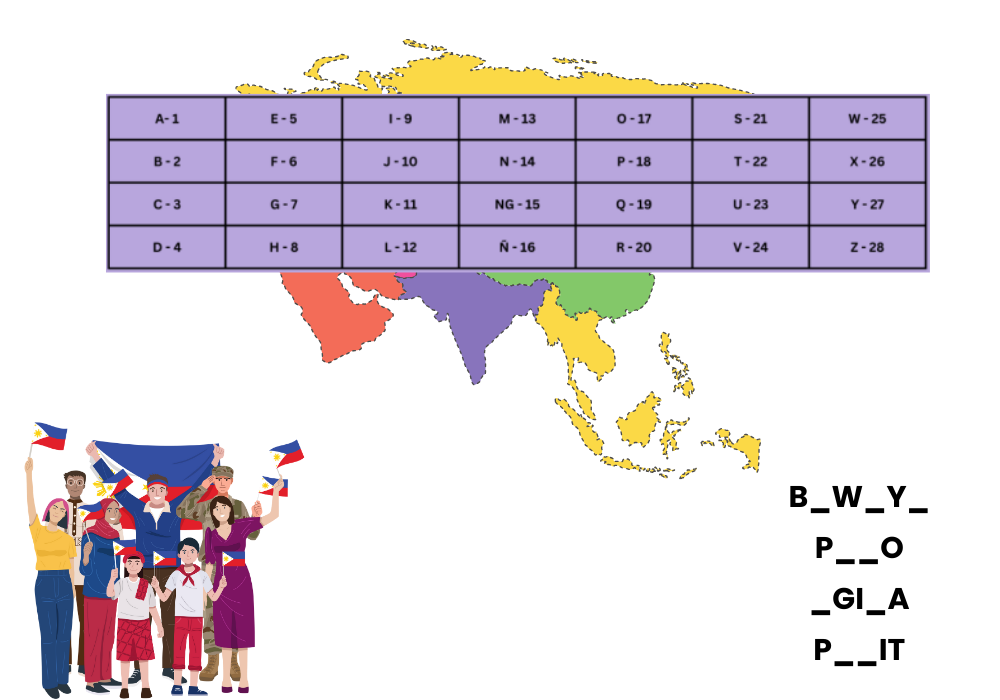 A - 1 E - 5 I - 9 M - 13 O - 17 S - 21 W - 25
B - 2 F - 6 J - 10 N - 14 P - 18 T - 22 X - 26
C - 3 G - 7 K - 11 NG - 15 Q - 19 U - 23 Y - 27
D - 4 H - 8 L - 12 Ñ - 16 R - 20 V - 24 Z - 28
B_W_Y_
P__O
_GI_A
P__IT